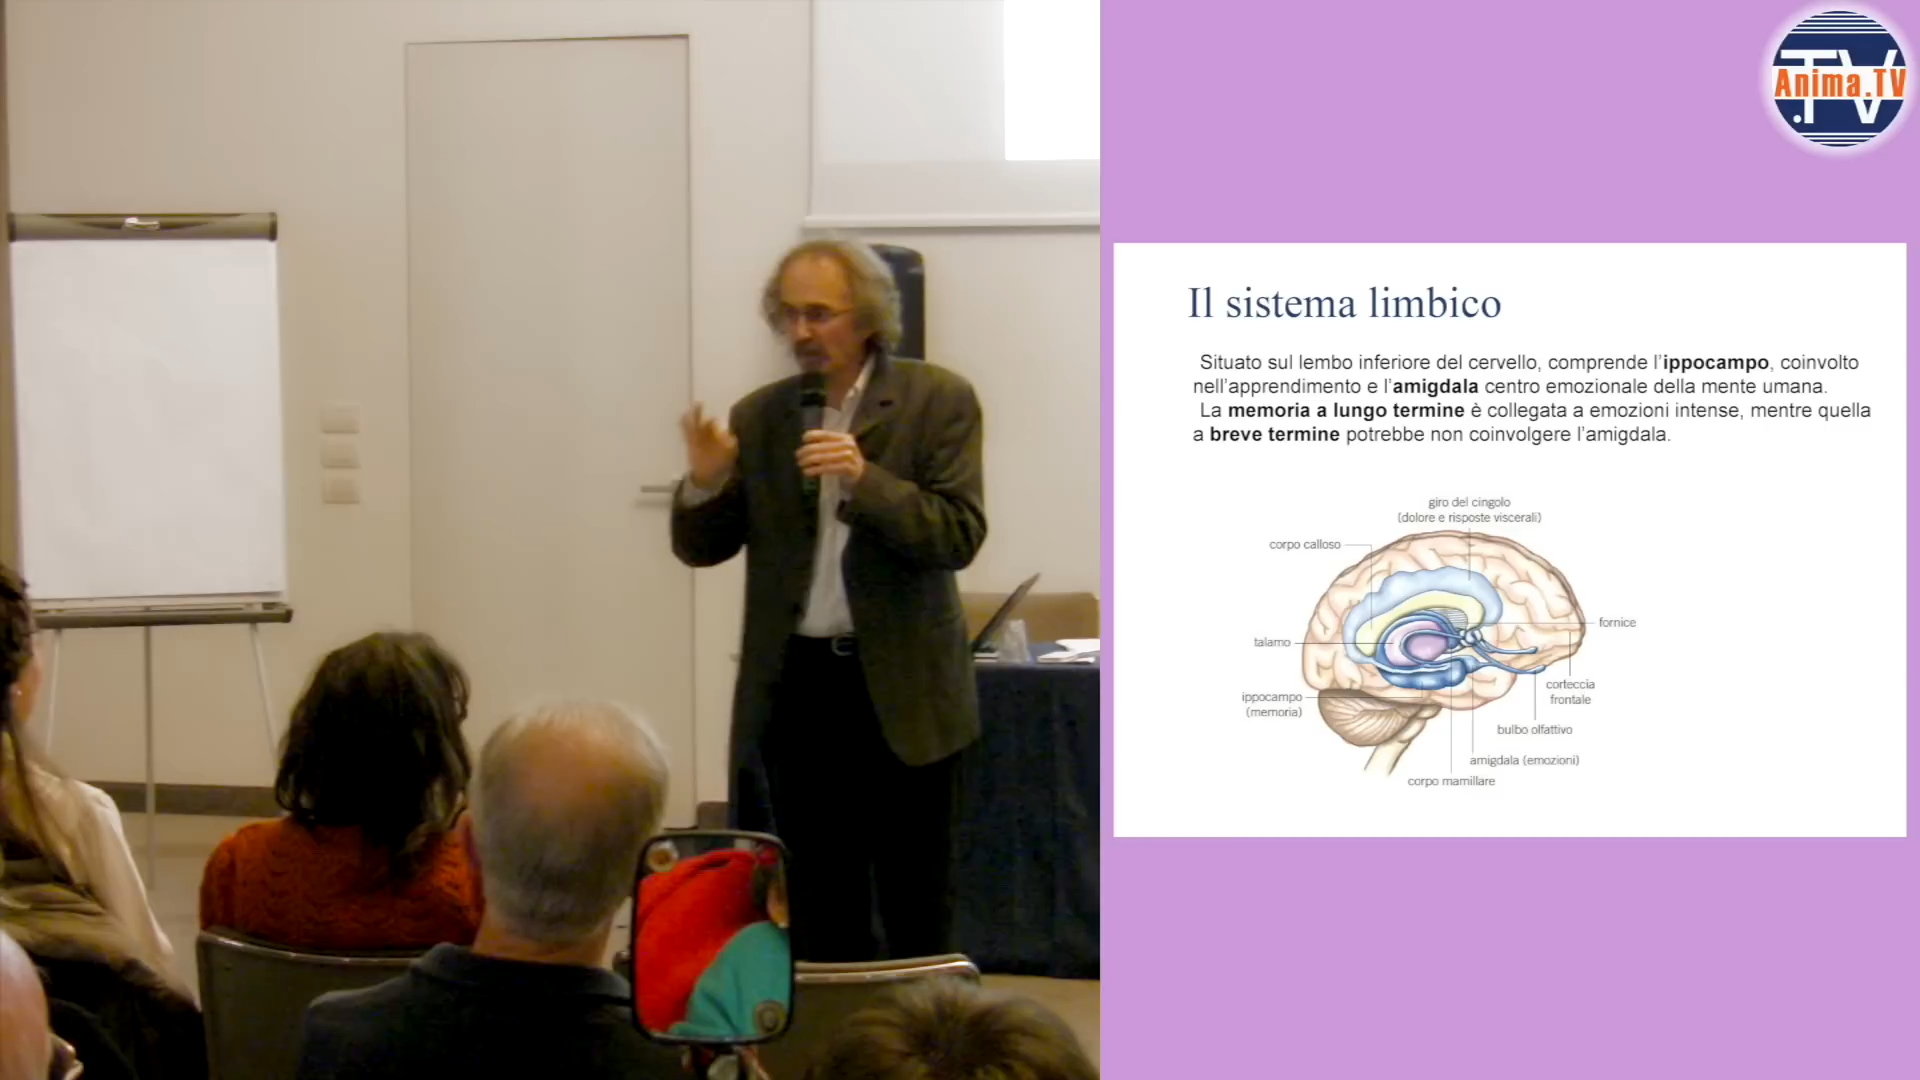 .TV
Anima.TV
Il sistema limbico
Situato sul lembo inferiore del cervello, comprende l'ippocampo, coinvolto
nell'apprendimento e l'amigdala centro emozionale della mente umana.
La memoria a lungo termine è collegata a emozioni intense, mentre quella
a breve termine potrebbe non coinvolgere l'amigdala.
giro del cingolo
(dolore e risposte viscerali)
corpo calloso
fornice
talamo
corteccia
frontale
ippocampo
(memoria)
bulbo olfattivo
amigdala (emozioni)
corpo mamillare